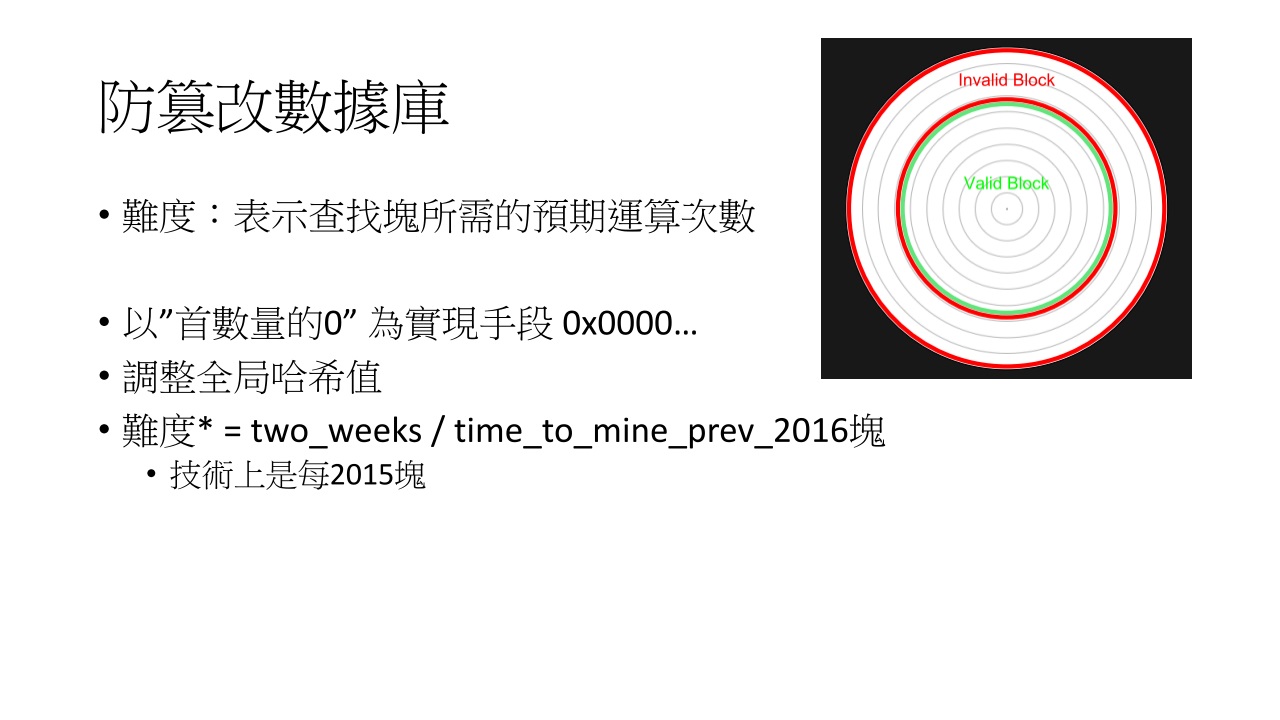 防篡改數據庫
Invalid Block
Valid Block
• 難度：表示查找塊所需的預期運算次數
• 以”首數量的0” 為實現手段 0x0000…
• 調整全局哈希值
• 難度* = two_weeks / time_to_mine_prev_2016塊
• 技術上是每2015塊